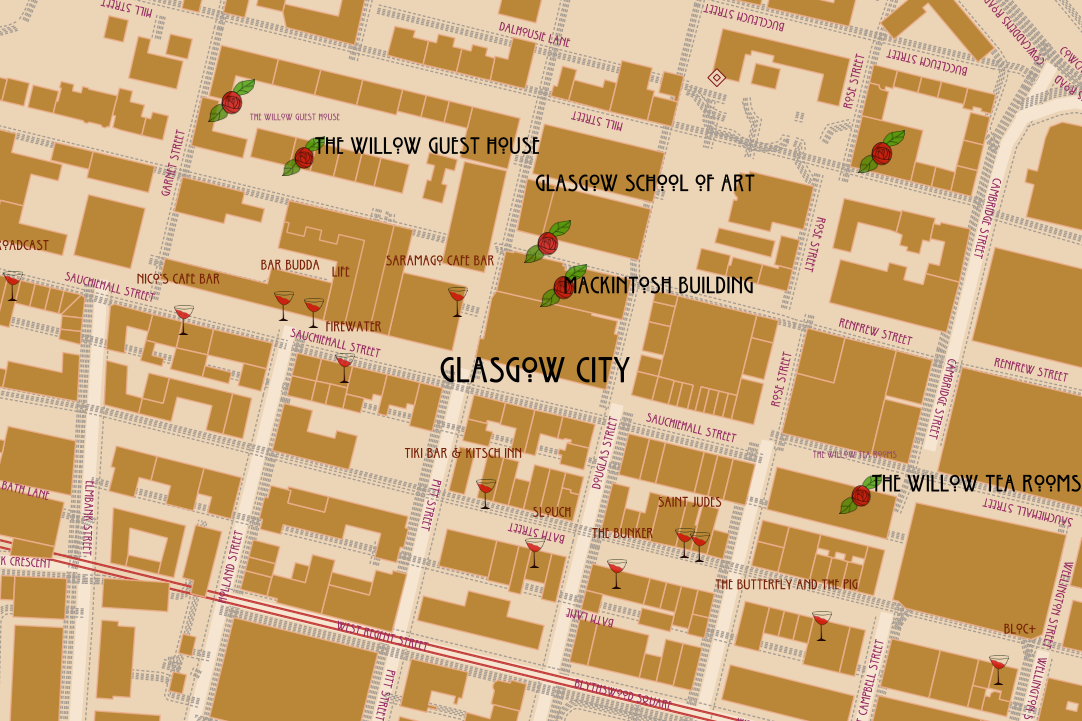 HILL STREET
DALHOUSIE LANE
BUCCLEUCH STREET
BUCCLEUCH STREET
ROSE STREET
COWCADDENS ROAD
THE WILLOW GUEST HOUSE
HILL STREET
THE WILLOW GUEST HOUSE
GARNET STREET
GLASGOW SCHOOL OF ART
CAMBRIDGE STREET
ROSE STREET
BAR BUDDA
LIFE
SARAMAGO CAFE BAR
NICO'S CAFE BAR
SAUCHIEHALL STREET
MACKINTOSH BUILDING
FIREWATER
SAUCHIEHALL STREET
RENFREW STREET
RENFREW STREET
GLASGOW CITY
ROSE STREET
CAMBRIDGE STREET
SAUCHIEHALL STREET
DOUGLAS STREET
TIKI BAR & KITSCH INN
THE WILLOW TEA ROOMS
THE WILLOW TEA ROOMS
BATH LANE
ELMBANK STREET
PITT STREET
SAINT JUDES
SLOUCH
SAUCHIEHALL STREET
BATH STREET
THE BUNKER
K CRESCENT
HOLLAND STREET
THE BUTTERFLY AND THE PIG
WELLINGTON STREET
BATH LANE
BLOC+
WEST REGENT STREET
CAMPBELL STREET
PITT STREET
BLYTHSWOOD SQUARE